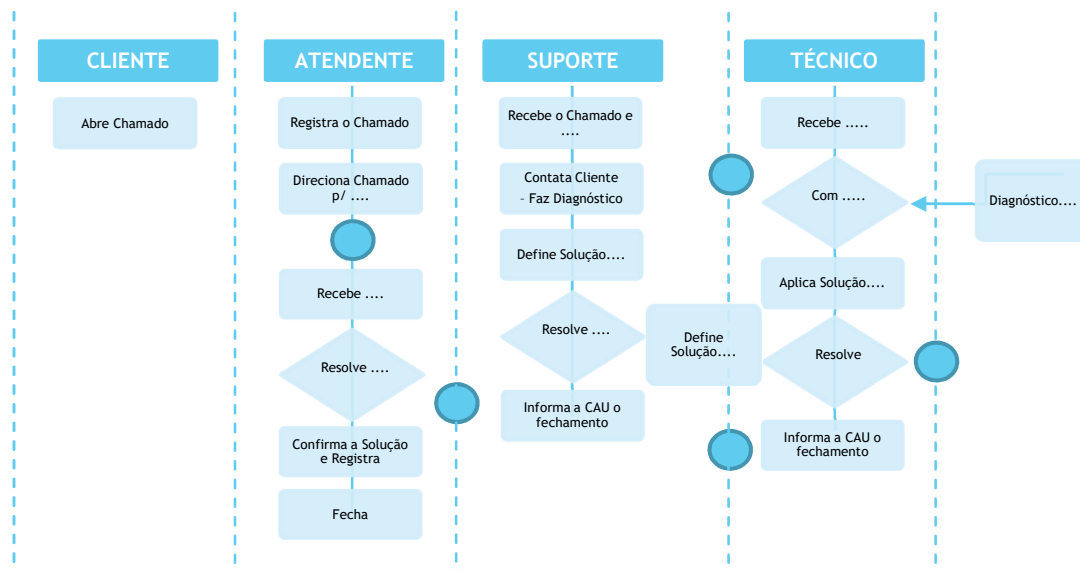 CLIENTE
Abre Chamado
ATENDENTE
Registra o Chamado
Direciona Chamado
p/ ....
Recebe ....
Resolve ....
Confirma a Solução
e Registra
Fecha
SUPORTE
Recebe o Chamado e
....
Contata Cliente
- Faz Diagnóstico
Define Solução....
Resolve ....
Informa a CAU o
fechamento
Define
Solução....
TÉCNICO
Recebe .....
Com .....
Aplica Solução....
Resolve
Informa a CAU o
fechamento
Diagnóstico....